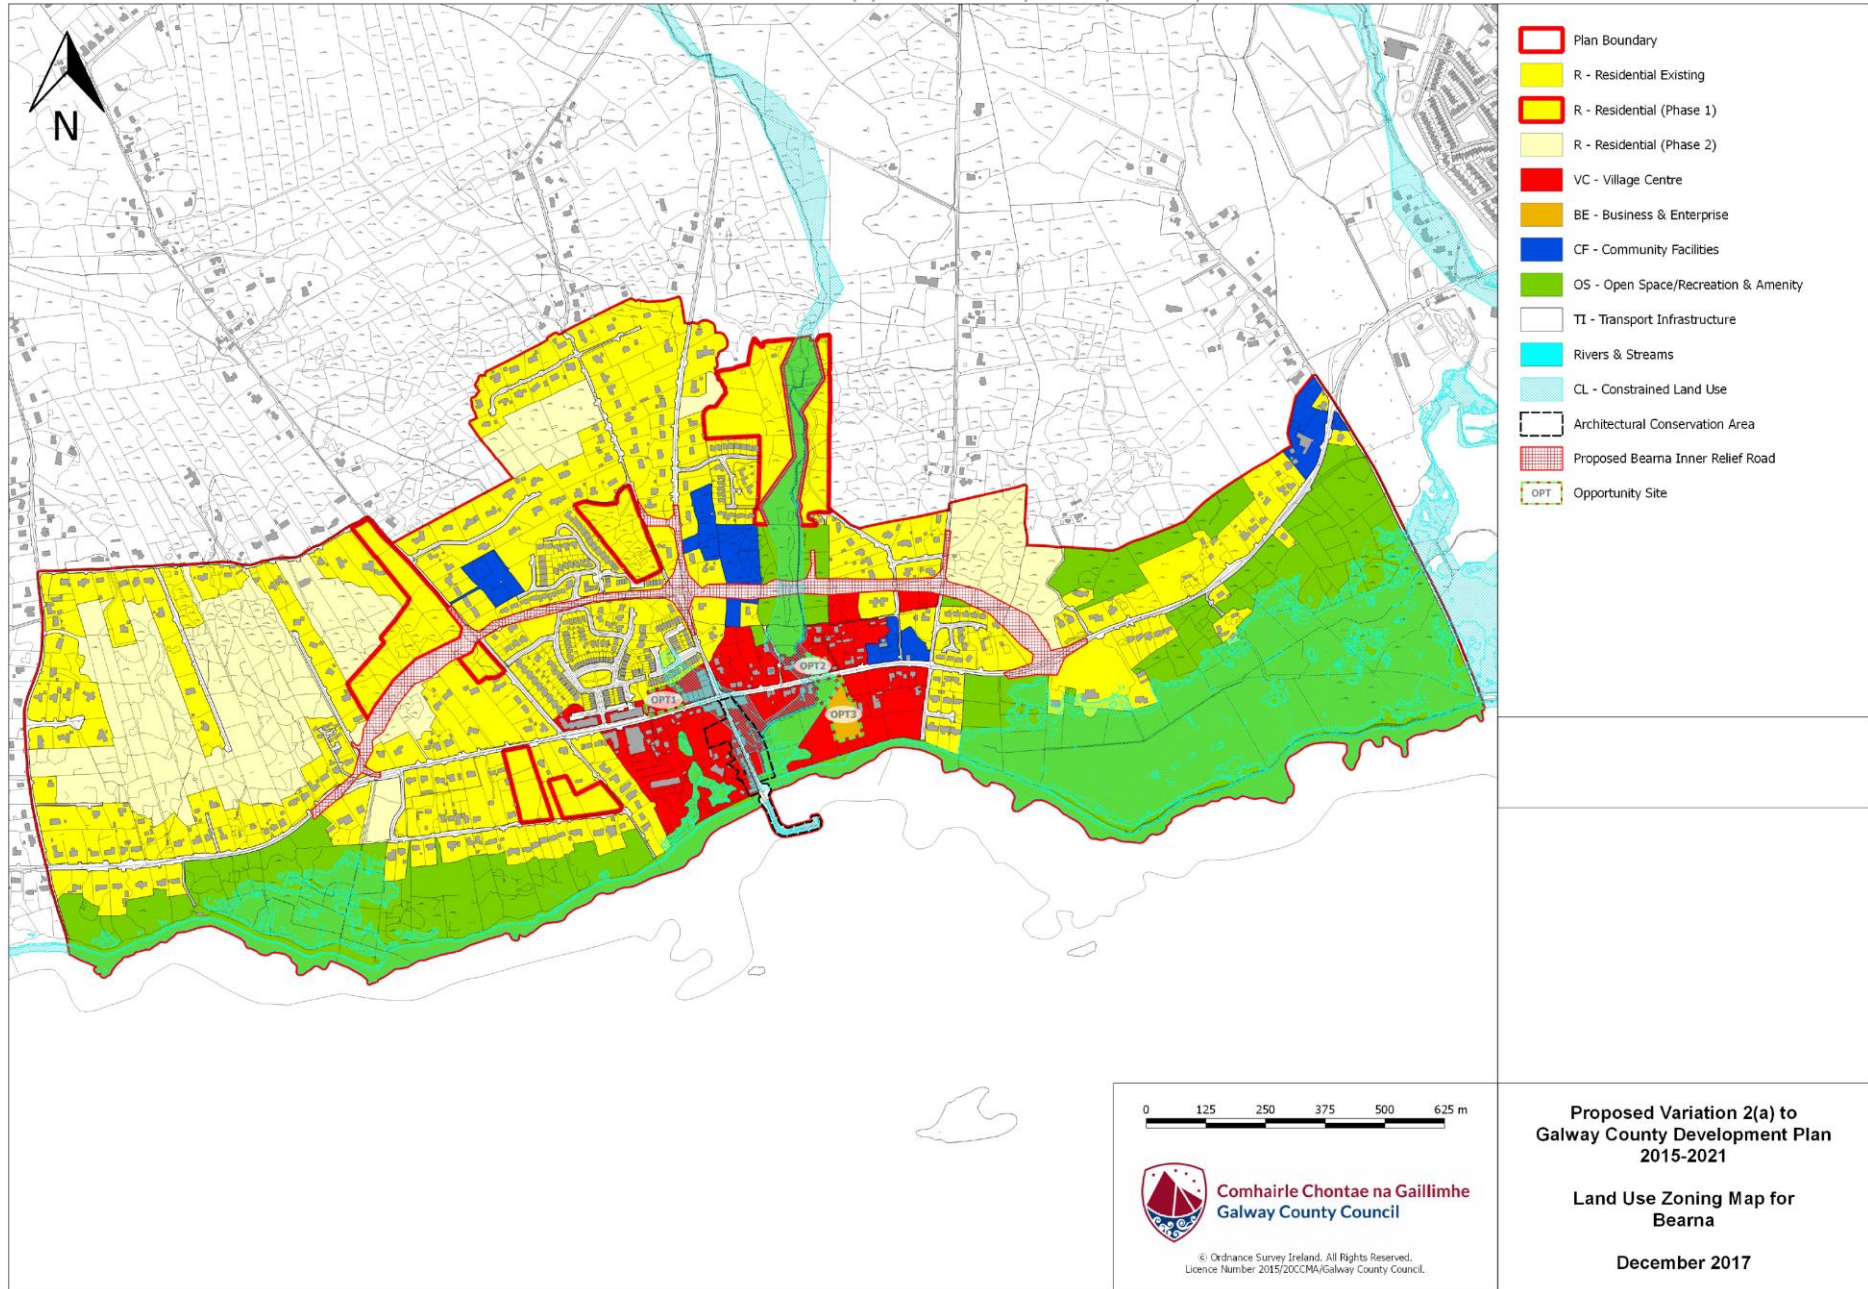 N
OPT1
OPT2
OPT3
Plan Boundary
R - Residential Existing
R - Residential (Phase 1)
R - Residential (Phase 2)
VC - Village Centre
BE - Business & Enterprise
CF - Community Facilities
OS - Open Space/Recreation & Amenity
TI - Transport Infrastructure
Rivers & Streams
CL - Constrained Land Use
Architectural Conservation Area
Proposed Bearna Inner Relief Road
OPT Opportunity Site
0 125 250 375 500 625 m
Comhairle Chontae na Gaillimhe
Galway County Council
© Ordnance Survey Ireland. All Rights Reserved.
Licence Number 2015/20CCMA/Galway County Council.
Proposed Variation 2(a) to
Galway County Development Plan
2015-2021
Land Use Zoning Map for
Bearna
December 2017